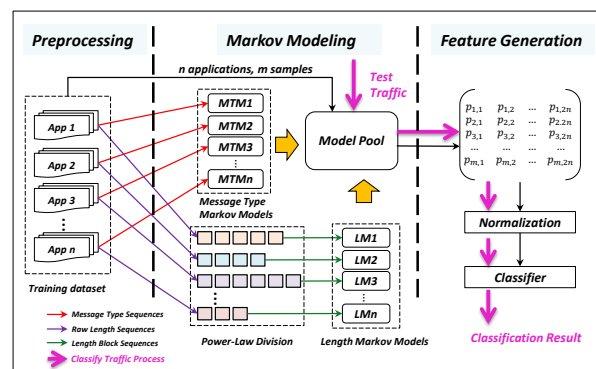 Preprocessing
Markov Modeling
Feature Generation
n applications, m samples
Test
Traffic
App 1
App 2
App 3
App n
Training dataset
MTM1
MTM2
MTM3
MTMn
Message Type
Markov Models
Model Pool
p1,1 p1,2 ... p1,2n
p2,1 p2,2 ... p2.2n
p3,1 p3,2 ... p3,2n
... ... ... ...
pm,1 pm,2 ... pm,2n
Normalization
Classifier
Classification Result
LM1
LM2
LM3
LMn
Power-Law Division
Length Markov Models
Message Type Sequences
Raw Length Sequences
Length Block Sequences
Classify Traffic Process